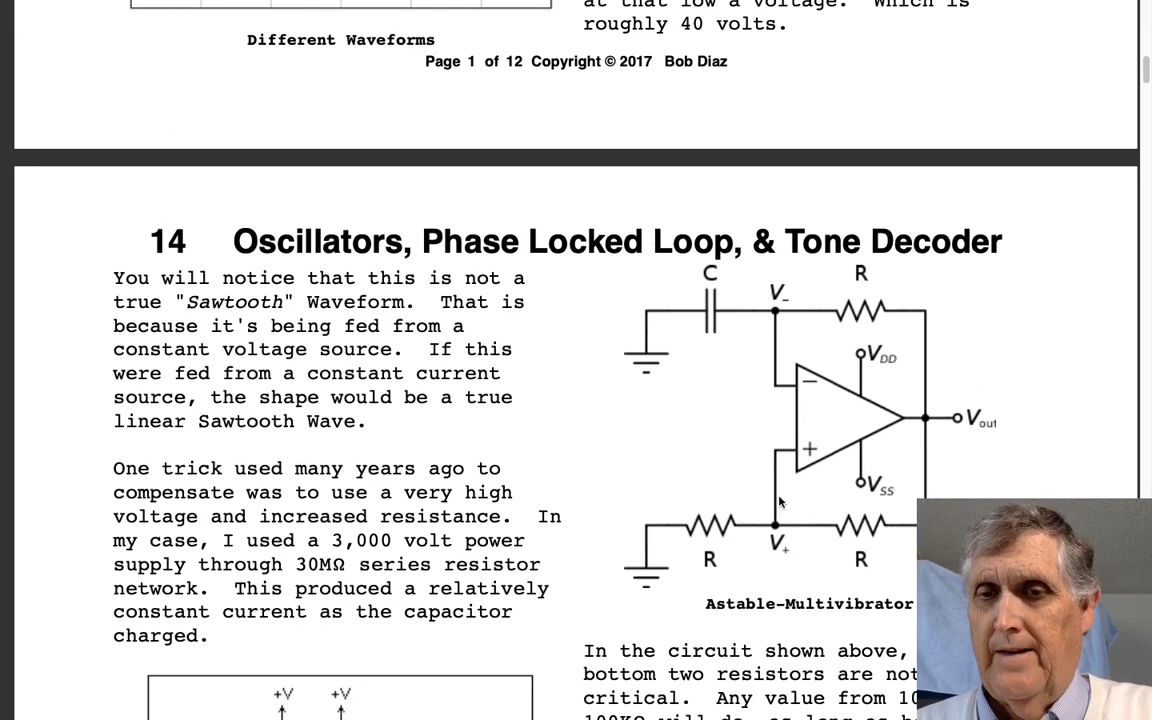 at that low a voltage. Which is
roughly 40 volts.
Different Waveforms
Page 1 of 12 Copyright © 2017 Bob Diaz
14 Oscillators, Phase Locked Loop, & Tone Decoder
You will notice that this is not a
true "Sawtooth" Waveform. That is
because it's being fed from a
constant voltage source. If this
were fed from a constant current
source, the shape would be a true
linear Sawtooth Wave.
One trick used many years ago to
compensate was to use a very high
voltage and increased resistance. In
my case, I used a 3,000 volt power
supply through 30MΩ series resistor
network. This produced a relatively
constant current as the capacitor
charged.
+V +V
C R
V-
VDD
−
Vout
+
VSS
V+
R R
Astable-Multivibrator
In the circuit shown above,
bottom two resistors are not
critical. Any value from
100KΩ will do, as long as